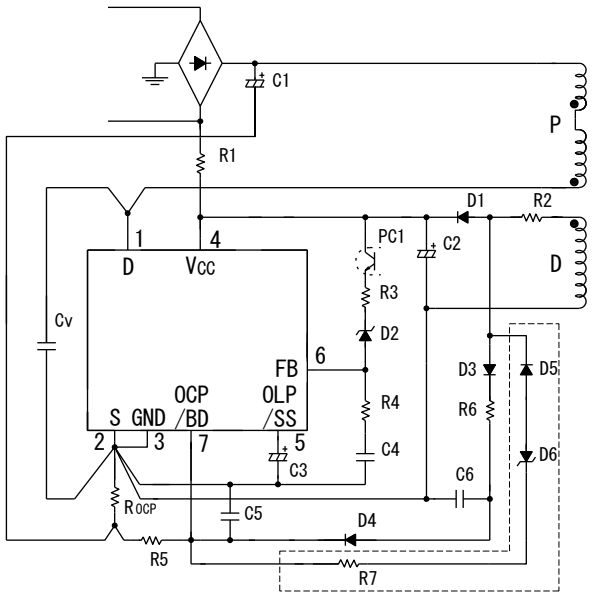 C1
P
R1
D1
R2
1
4
PC1
C2
D
VCC
D
R3
Cv
D2
6
FB
D3
D5
OCP
/BD
OLP
/SS
R4
R6
S
GND
2
3
7
5
C4
D6
C3
C6
ROCP
C5
D4
R5
R7